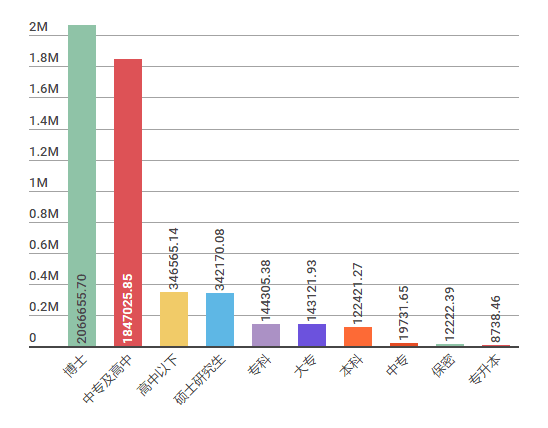 2M
1.8M
1.6M
1.4M
1.2M
1M
0.8M
0.6M
0.4M
0.2M
0
2066655.70
1847025.85
346565.14
342170.08
144305.38
143121.93
122421.27
19731.65
12222.39
8738.46
博士
中专及高中
高中以下
硕士研究生
专科
大专
本科
中专
保密
专升本